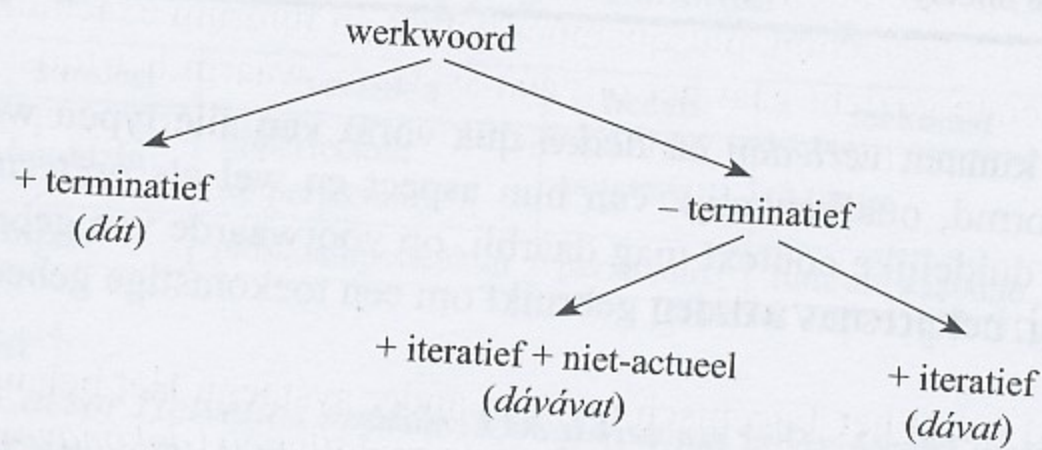 werkwoord
+ terminatief
(dát)
– terminatief
+ iteratief + niet-actueel
(dávávat)
+ iteratief
(dávat)